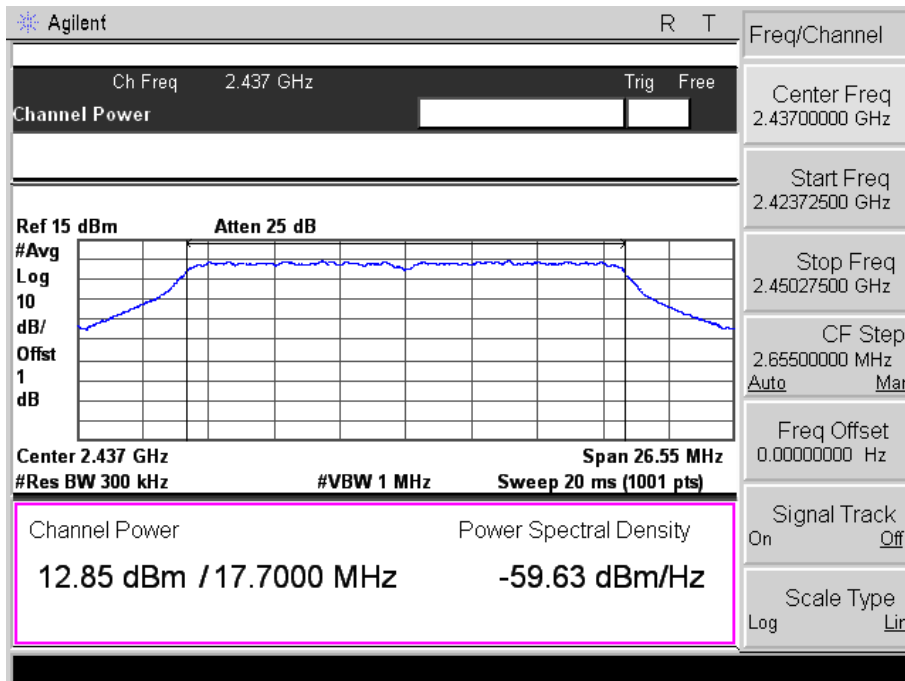 Agilent R T
Freq/Channel
Ch Freq 2.437 GHz Trig Free
Channel Power
Center Freq
2.43700000 GHz
Start Freq
2.42372500 GHz
Stop Freq
2.45027500 GHz
CF Step
2.65500000 MHz
Auto Man
Freq Offset
0.00000000 Hz
Signal Track
On Off
Scale Type
Log Lin
Ref 15 dBm Atten 25 dB
#Avg
Log
10
dB/
Offst
1
dB
Center 2.437 GHz Span 26.55 MHz
#Res BW 300 kHz #VBW 1 MHz Sweep 20 ms (1001 pts)
Channel Power Power Spectral Density
12.85 dBm / 17.7000 MHz -59.63 dBm/Hz